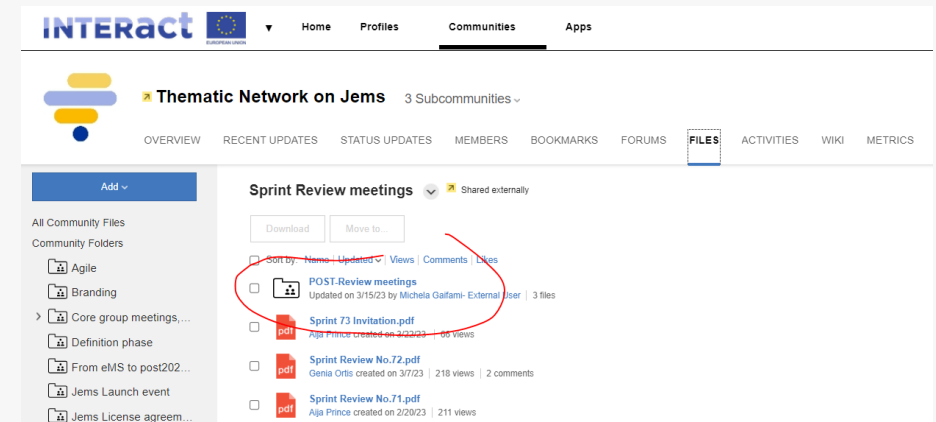 INTERact EUROPEAN UNION ▼ Home Profiles Communities Apps
Thematic Network on Jems 3 Subcommunities
OVERVIEW RECENT UPDATES STATUS UPDATES MEMBERS BOOKMARKS FORUMS FILES ACTIVITIES WIKI METRICS
Add
All Community Files
Community Folders
Agile
Branding
Core group meetings,...
Definition phase
From eMS to post202...
Jems Launch event
Jems License agreem...
Sprint Review meetings Shared externally
Download Move to...
Sort by: Name | Updated | Views | Comments | Likes
POST-Review meetings
Updated on 3/15/23 by Michela Gaifami- External User | 3 files
Sprint 73 Invitation.pdf
pdf Aija Prince created on 3/22/23 | 66 views
Sprint Review No.72.pdf
pdf Genia Ortis created on 3/7/23 | 218 views | 2 comments
Sprint Review No.71.pdf
pdf Aija Prince created on 2/20/23 | 211 views